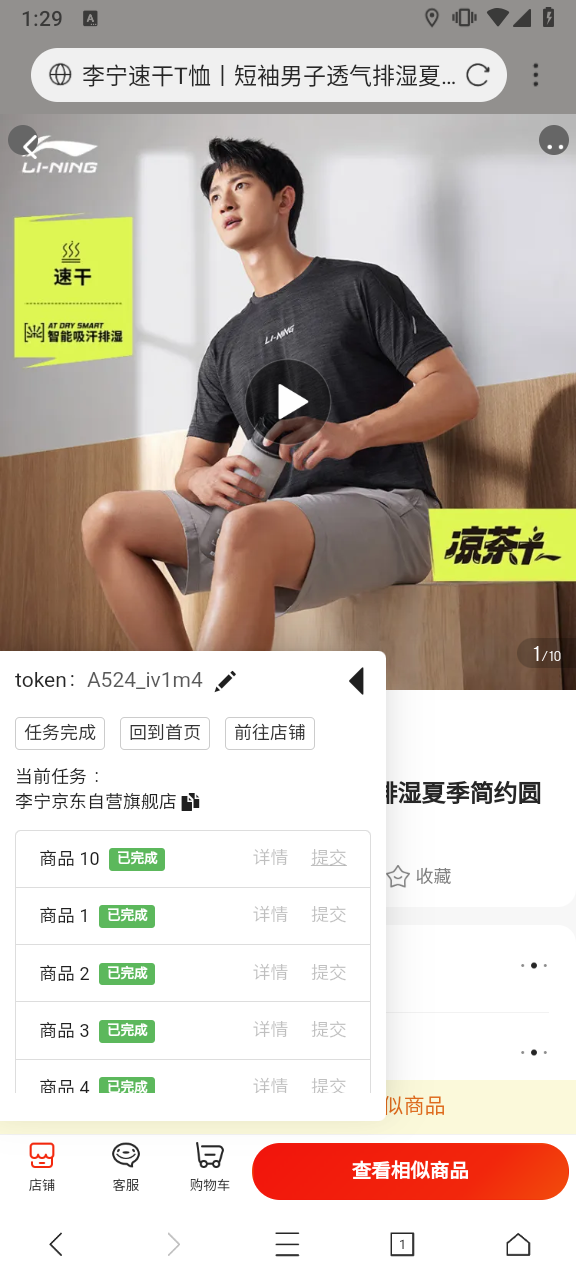 1:29
A
李宁速干T恤丨短袖男子透气排湿夏...
LI-NING
速干
AT DRY SMART
智能吸汗排湿
LI-NING
凉茶干
1/10
token: A524_iv1m4
任务完成 回到首页 前往店铺
当前任务：
李宁京东自营旗舰店
排湿夏季简约圆
商品 10 已完成 详情 提交
收藏
商品 1 已完成 详情 提交
商品 2 已完成 详情 提交
商品 3 已完成 详情 提交
商品 4 已完成 详情 提交
似商品
店铺 客服 购物车 查看相似商品
1